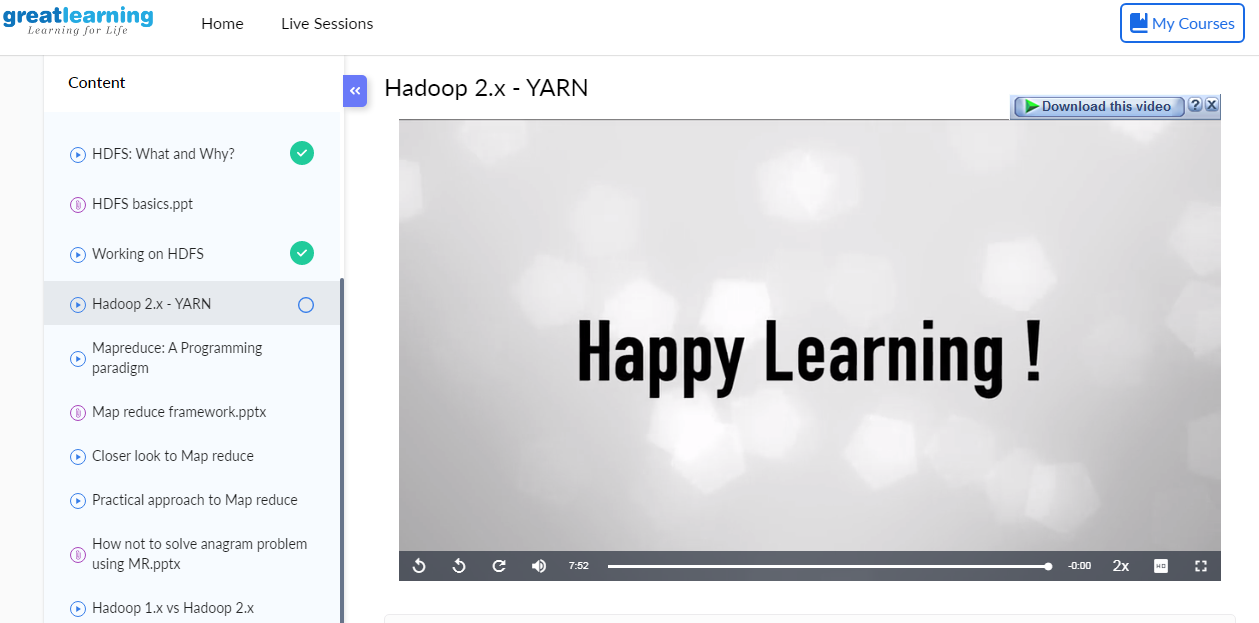 greatlearning
Learning for Life
Home
Live Sessions
My Courses
Content
HDFS: What and Why?
HDFS basics.ppt
Working on HDFS
Hadoop 2.x - YARN
Mapreduce: A Programming
paradigm
Map reduce framework.pptx
Closer look to Map reduce
Practical approach to Map reduce
How not to solve anagram problem
using MR.pptx
Hadoop 1.x vs Hadoop 2.x
«
Hadoop 2.x - YARN
Download this video
? X
Happy Learning !
7:52
-0:00
2x
HD